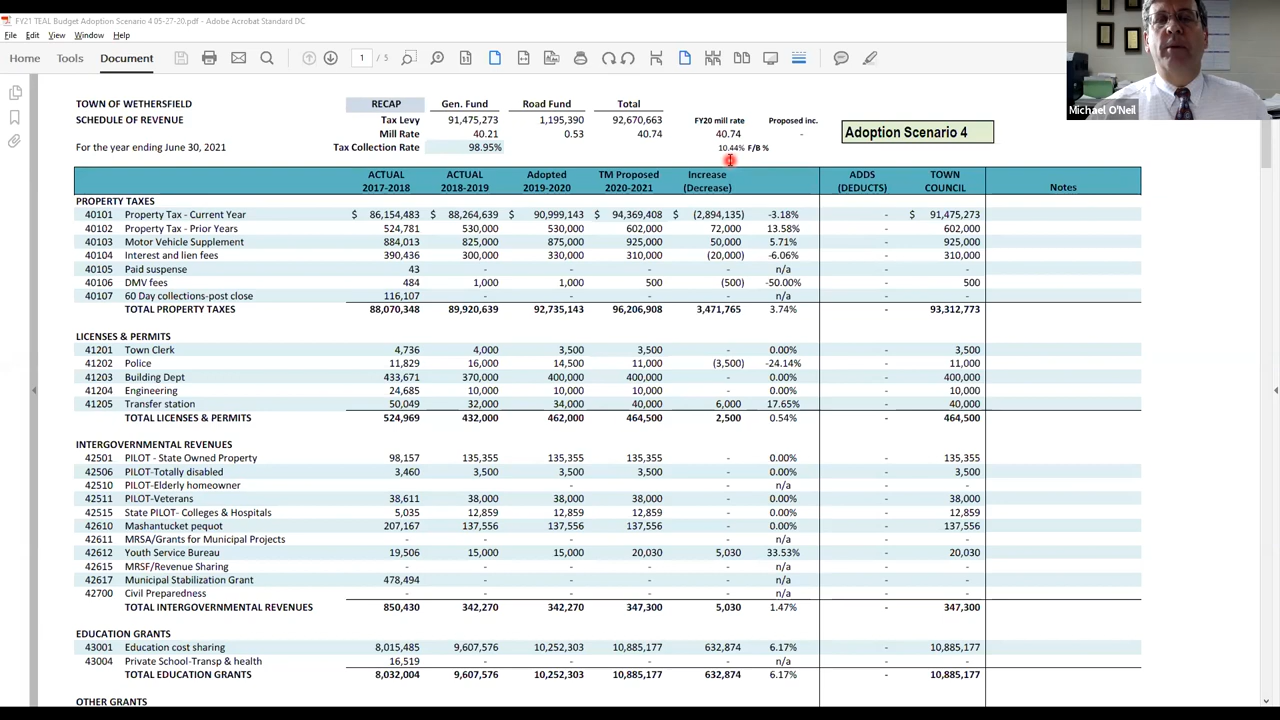 FY21 TEAL Budget Adoption Scenario 4 05-27-20.pdf - Adobe Acrobat Standard DC
File Edit View Window Help
Home Tools Document 1 / 5
Michael O'Neil
TOWN OF WETHERSFIELD RECAP Gen. Fund Road Fund Total
SCHEDULE OF REVENUE Tax Levy 91,475,273 1,195,390 92,670,663 FY20 mill rate Proposed inc.
Mill Rate 40.21 0.53 40.74 40.74 -
For the year ending June 30, 2021 Tax Collection Rate 98.95% 10.44% F/B %
Adoption Scenario 4
ACTUAL ACTUAL Adopted TM Proposed Increase ADDS TOWN
2017-2018 2018-2019 2019-2020 2020-2021 (Decrease) (DEDUCTS) COUNCIL Notes
PROPERTY TAXES
40101 Property Tax - Current Year $ 86,154,483 $ 88,264,639 $ 90,999,143 $ 94,369,408 $ (2,894,135) -3.18% - $ 91,475,273
40102 Property Tax - Prior Years 524,781 530,000 530,000 602,000 72,000 13.58% - 602,000
40103 Motor Vehicle Supplement 884,013 825,000 875,000 925,000 50,000 5.71% - 925,000
40104 Interest and lien fees 390,436 300,000 330,000 310,000 (20,000) -6.06% - 310,000
40105 Paid suspense 43 - - - - n/a - -
40106 DMV fees 484 1,000 1,000 500 (500) -50.00% - 500
40107 60 Day collections-post close 116,107 - - - - n/a - -
TOTAL PROPERTY TAXES 88,070,348 89,920,639 92,735,143 96,206,908 3,471,765 3.74% - 93,312,773
LICENSES & PERMITS
41201 Town Clerk 4,736 4,000 3,500 3,500 - 0.00% - 3,500
41202 Police 11,829 16,000 14,500 11,000 (3,500) -24.14% - 11,000
41203 Building Dept 433,671 370,000 400,000 400,000 - 0.00% - 400,000
41204 Engineering 24,685 10,000 10,000 10,000 - 0.00% - 10,000
41205 Transfer station 50,049 32,000 34,000 40,000 6,000 17.65% - 40,000
TOTAL LICENSES & PERMITS 524,969 432,000 462,000 464,500 2,500 0.54% - 464,500
INTERGOVERNMENTAL REVENUES
42501 PILOT - State Owned Property 98,157 135,355 135,355 135,355 - 0.00% - 135,355
42506 PILOT-Totally disabled 3,460 3,500 3,500 3,500 - 0.00% - 3,500
42510 PILOT-Elderly homeowner - - - n/a - -
42511 PILOT-Veterans 38,611 38,000 38,000 38,000 - 0.00% - 38,000
42515 State PILOT- Colleges & Hospitals 5,035 12,859 12,859 12,859 - 0.00% - 12,859
42610 Mashantucket pequot 207,167 137,556 137,556 137,556 - 0.00% - 137,556
42611 MRSA/Grants for Municipal Projects - - - - - n/a - -
42612 Youth Service Bureau 19,506 15,000 15,000 20,030 5,030 33.53% - 20,030
42615 MRSF/Revenue Sharing - - - - - n/a - -
42617 Municipal Stabilization Grant 478,494 - - - - n/a - -
42700 Civil Preparedness - - - - - n/a - -
TOTAL INTERGOVERNMENTAL REVENUES 850,430 342,270 342,270 347,300 5,030 1.47% - 347,300
EDUCATION GRANTS
43001 Education cost sharing 8,015,485 9,607,576 10,252,303 10,885,177 632,874 6.17% - 10,885,177
43004 Private School-Transp & health 16,519 - - - - n/a - -
TOTAL EDUCATION GRANTS 8,032,004 9,607,576 10,252,303 10,885,177 632,874 6.17% - 10,885,177
OTHER GRANTS